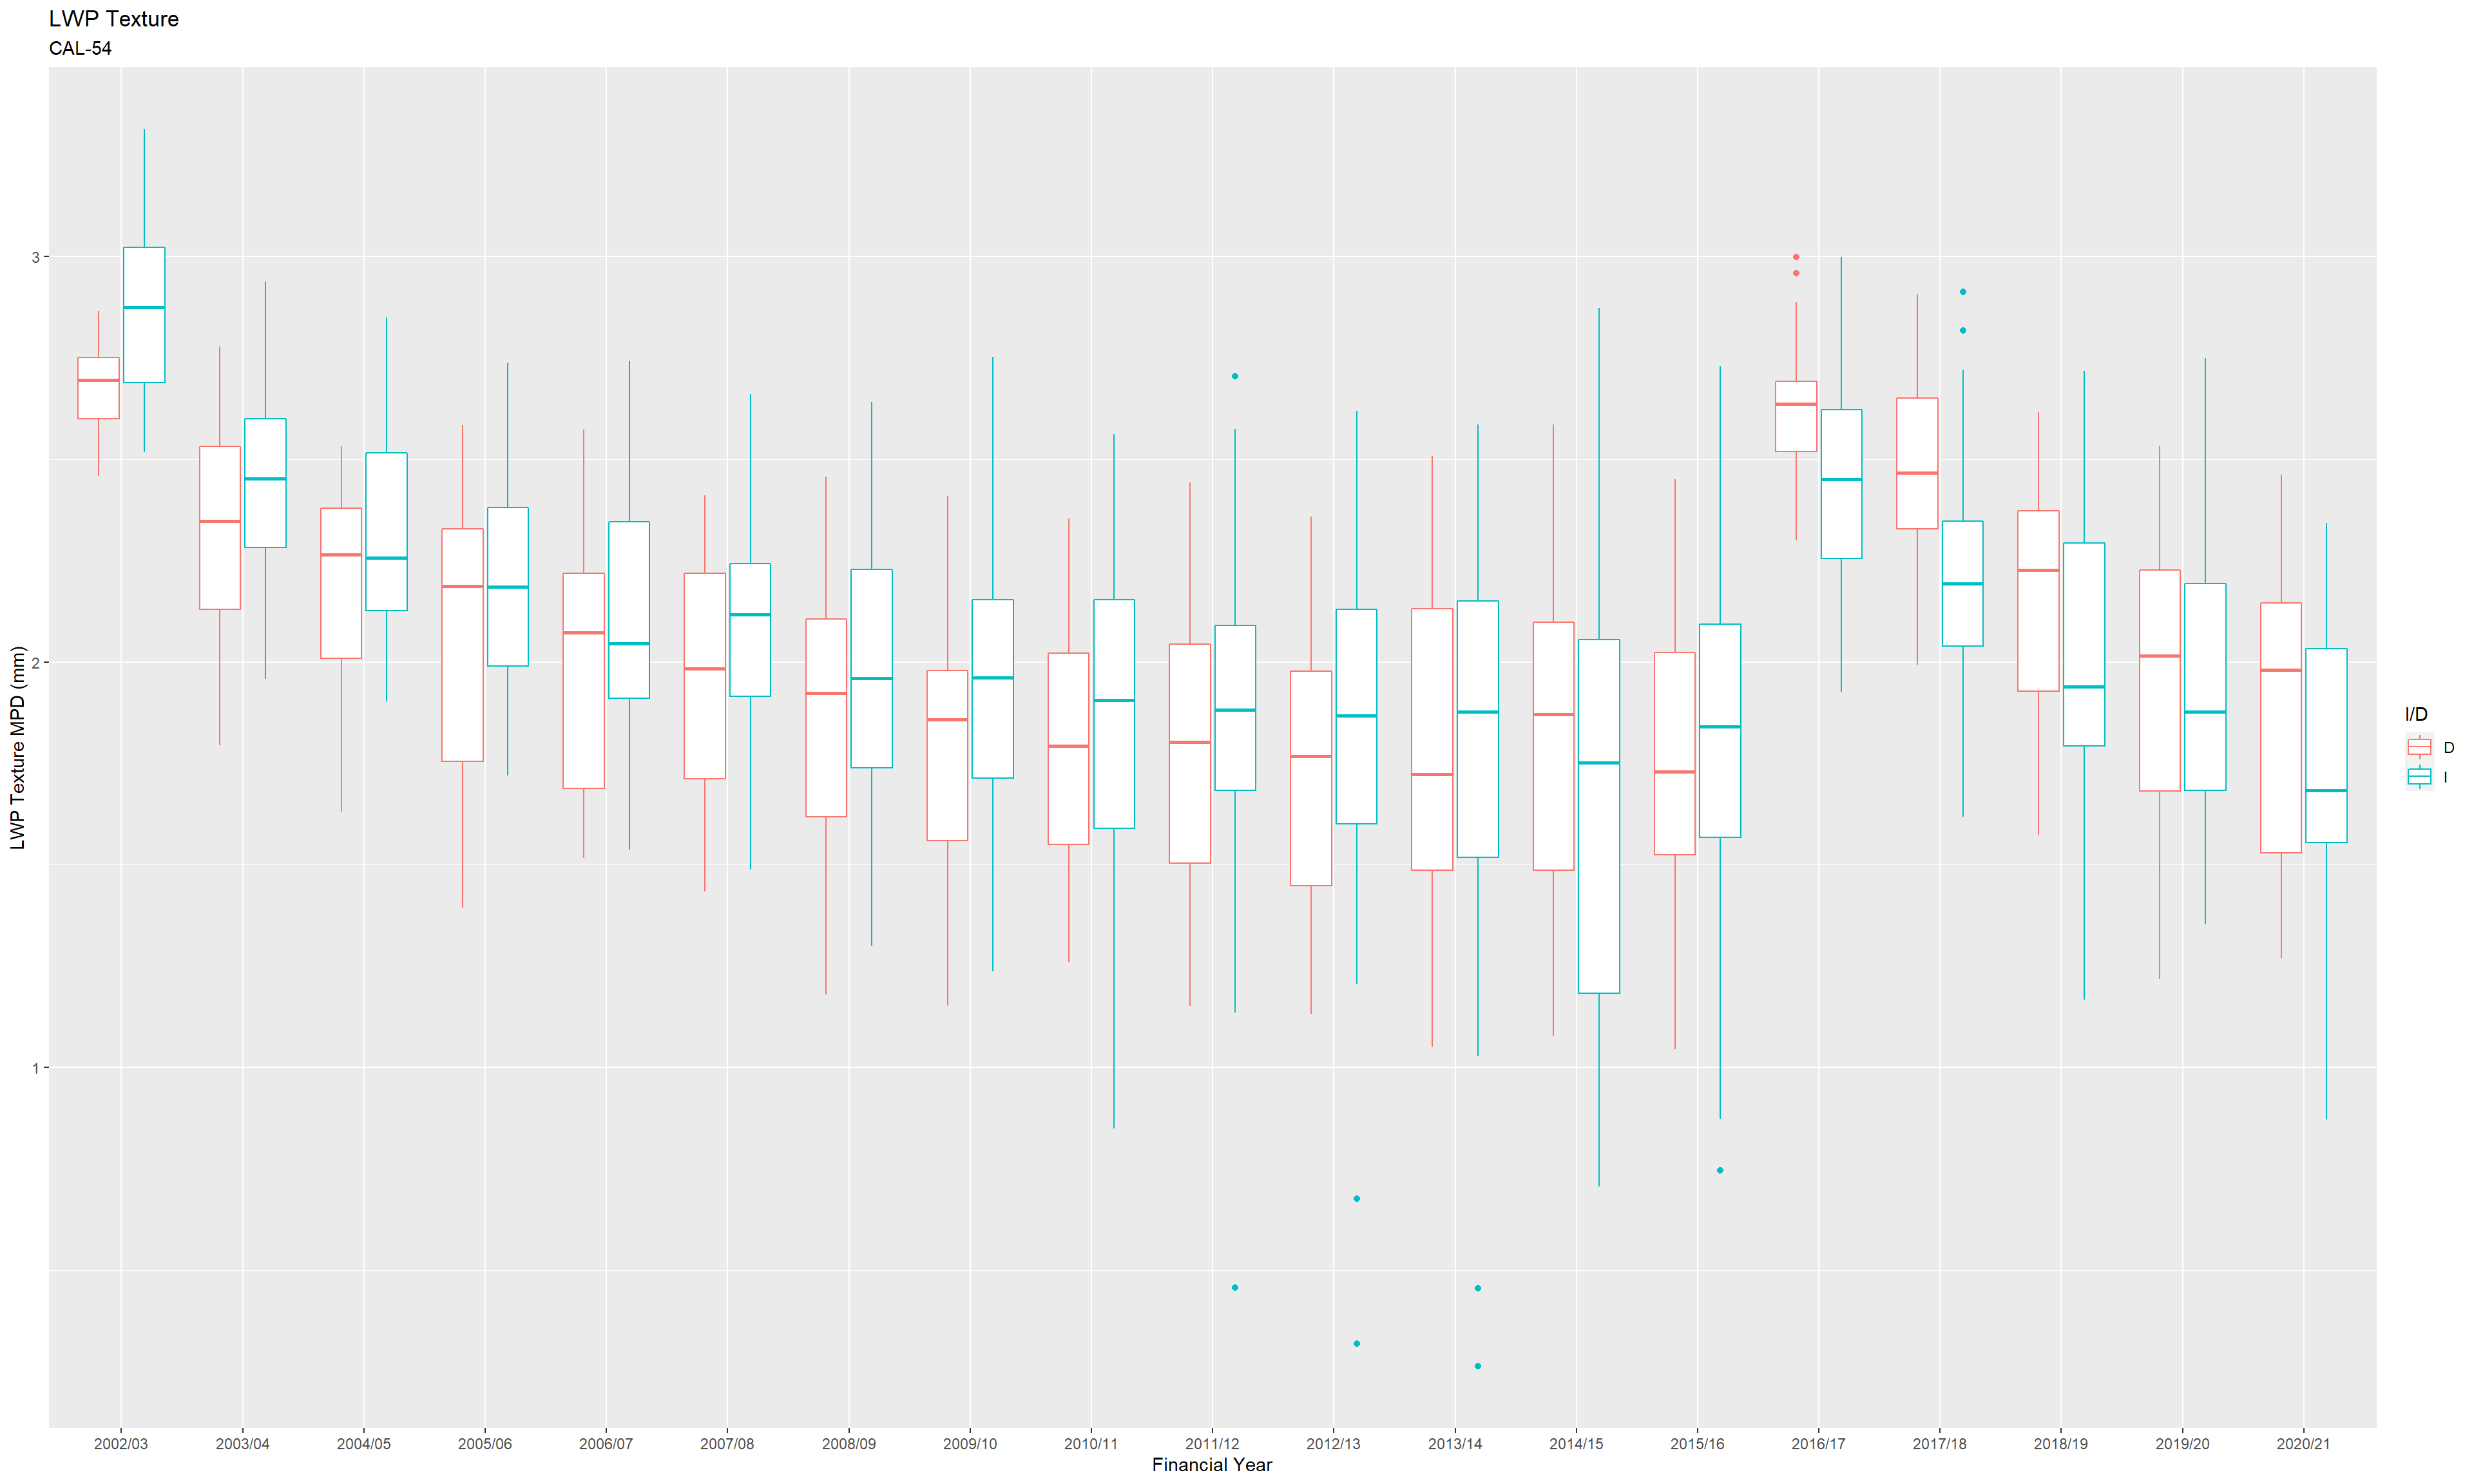 LWP Texture
CAL-54
LWP Texture MPD (mm)
3
2
1
2002/03 2003/04 2004/05 2005/06 2006/07 2007/08 2008/09 2009/10 2010/11 2011/12 2012/13 2013/14 2014/15 2015/16 2016/17 2017/18 2018/19 2019/20 2020/21
Financial Year
I/D
D
I